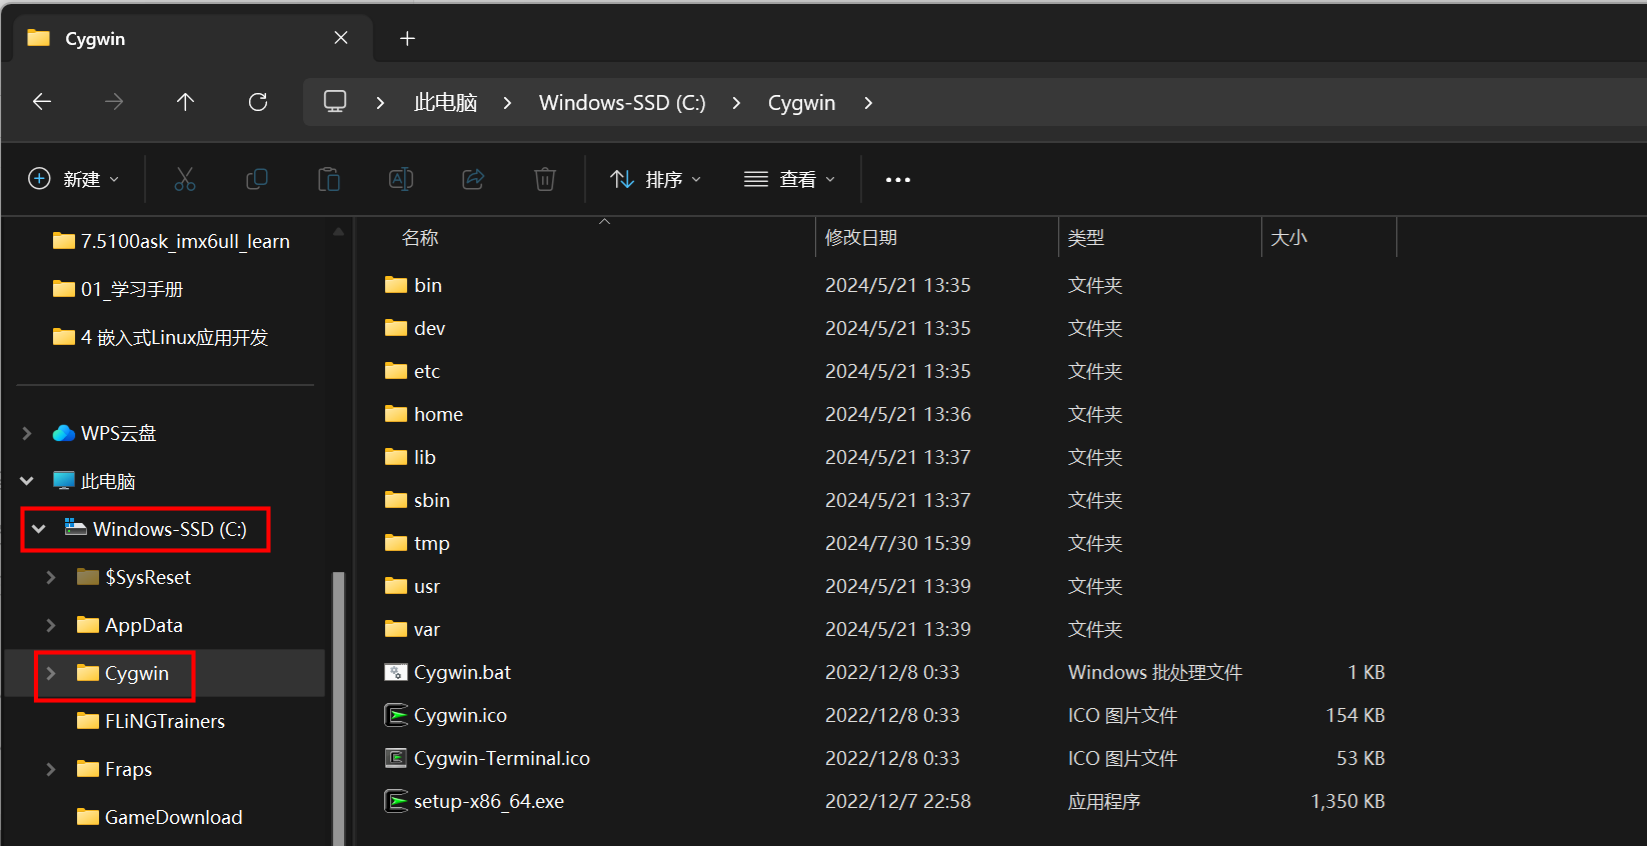 Cygwin
此电脑 Windows-SSD (C:) Cygwin
新建 排序 查看
7.5100ask_imx6ull_learn
01_学习手册
4 嵌入式Linux应用开发
WPS云盘
此电脑
Windows-SSD (C:)
$SysReset
AppData
Cygwin
FLiNGTrainers
Fraps
GameDownload
名称 修改日期 类型 大小
bin 2024/5/21 13:35 文件夹
dev 2024/5/21 13:35 文件夹
etc 2024/5/21 13:35 文件夹
home 2024/5/21 13:36 文件夹
lib 2024/5/21 13:37 文件夹
sbin 2024/5/21 13:37 文件夹
tmp 2024/7/30 15:39 文件夹
usr 2024/5/21 13:39 文件夹
var 2024/5/21 13:39 文件夹
Cygwin.bat 2022/12/8 0:33 Windows 批处理文件 1 KB
Cygwin.ico 2022/12/8 0:33 ICO 图片文件 154 KB
Cygwin-Terminal.ico 2022/12/8 0:33 ICO 图片文件 53 KB
setup-x86_64.exe 2022/12/7 22:58 应用程序 1,350 KB